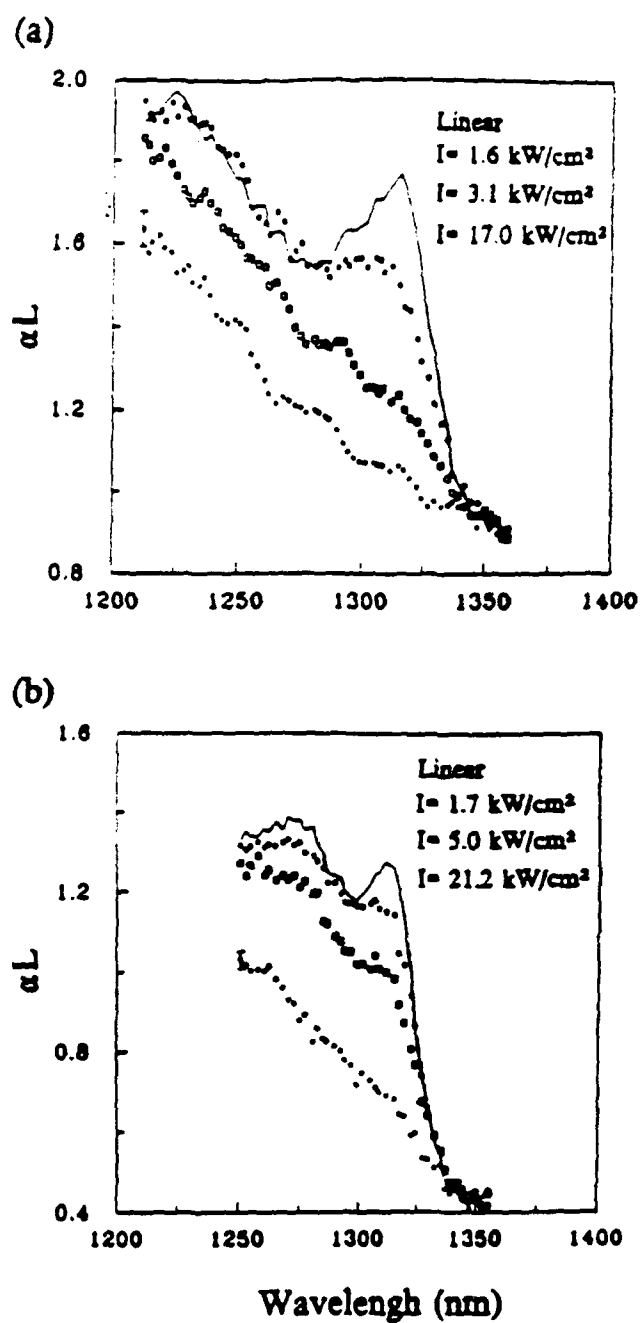 (a)
2.0
Linear
I= 1.6 kW/cm²
I= 3.1 kW/cm²
I= 17.0 kW/cm²
1.6
αL
1.2
0.8
1200 1250 1300 1350 1400
(b)
1.6
Linear
I= 1.7 kW/cm²
I= 5.0 kW/cm²
I= 21.2 kW/cm²
1.2
αL
0.8
0.4
1200 1250 1300 1350 1400
Wavelengh (nm)